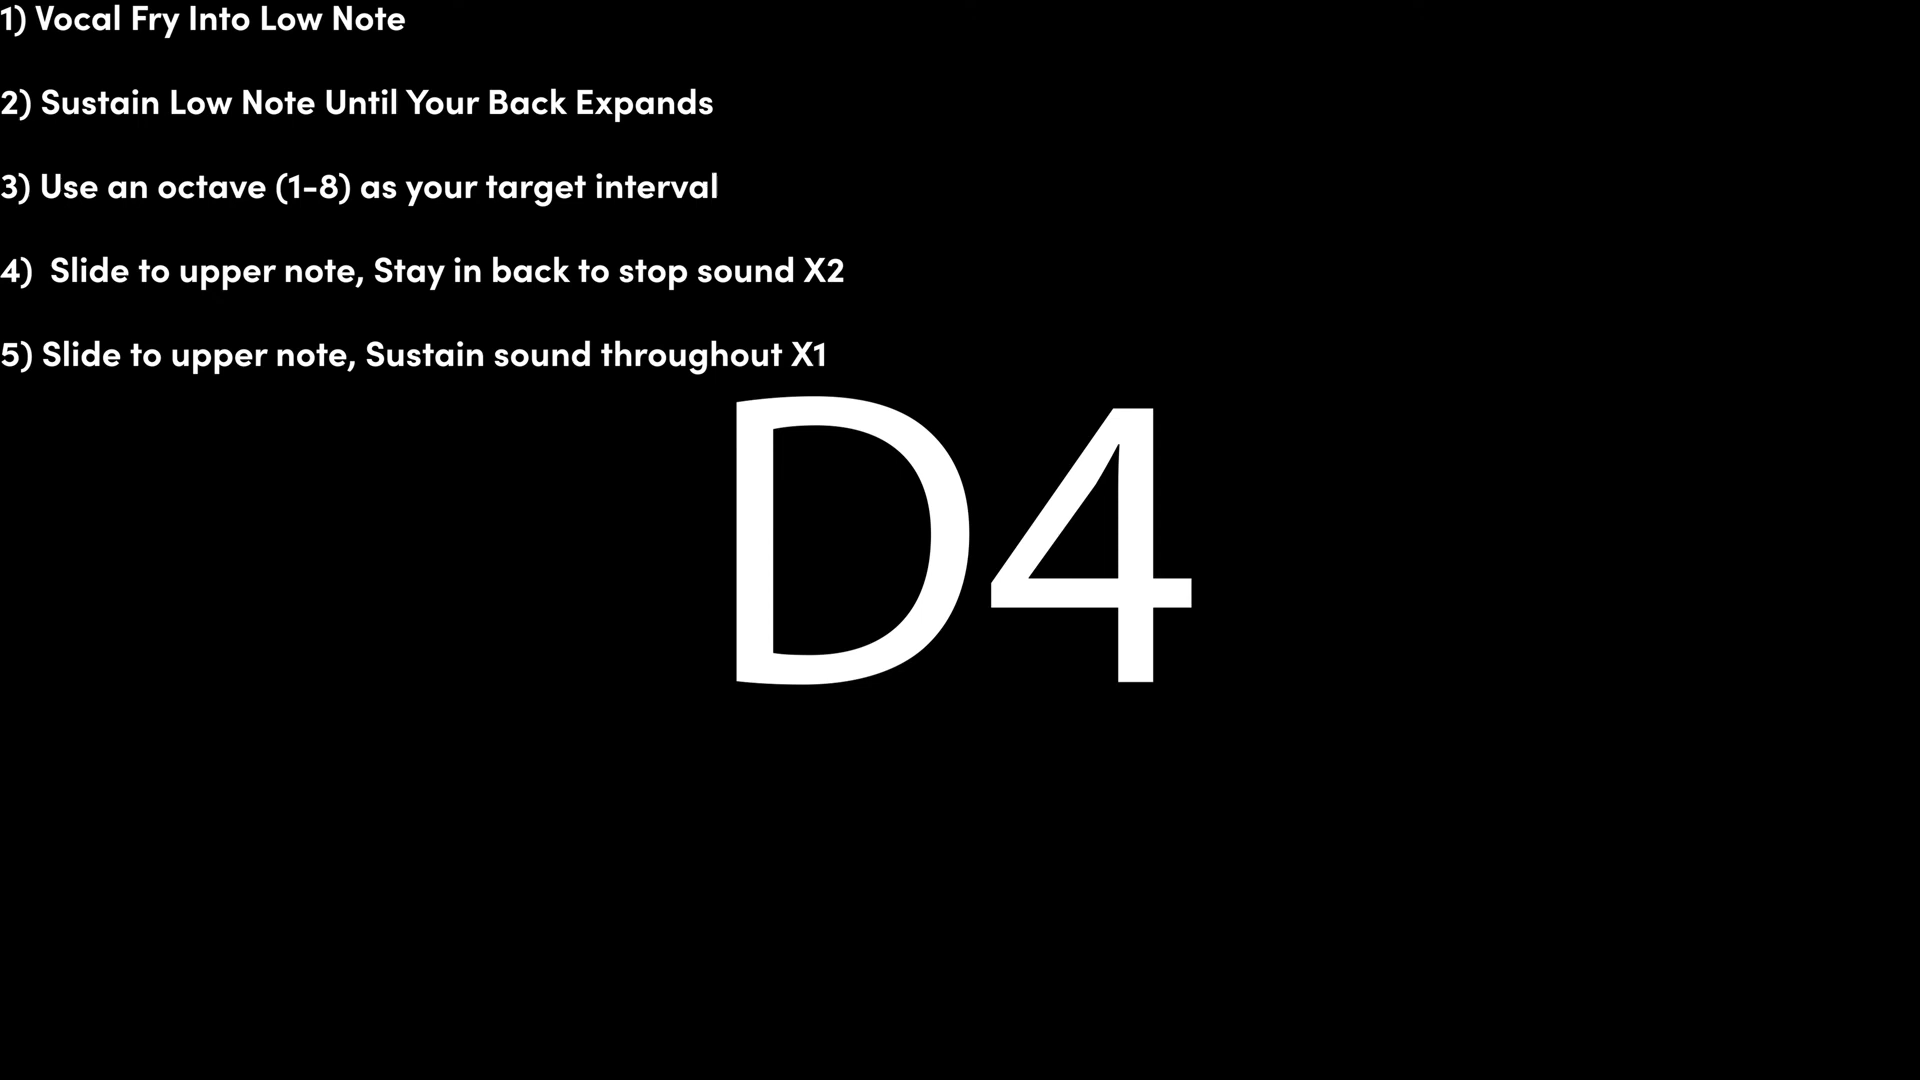 1) Vocal Fry Into Low Note
2) Sustain Low Note Until Your Back Expands
3) Use an octave (1-8) as your target interval
4)  Slide to upper note, Stay in back to stop sound X2
5) Slide to upper note, Sustain sound throughout X1
D4